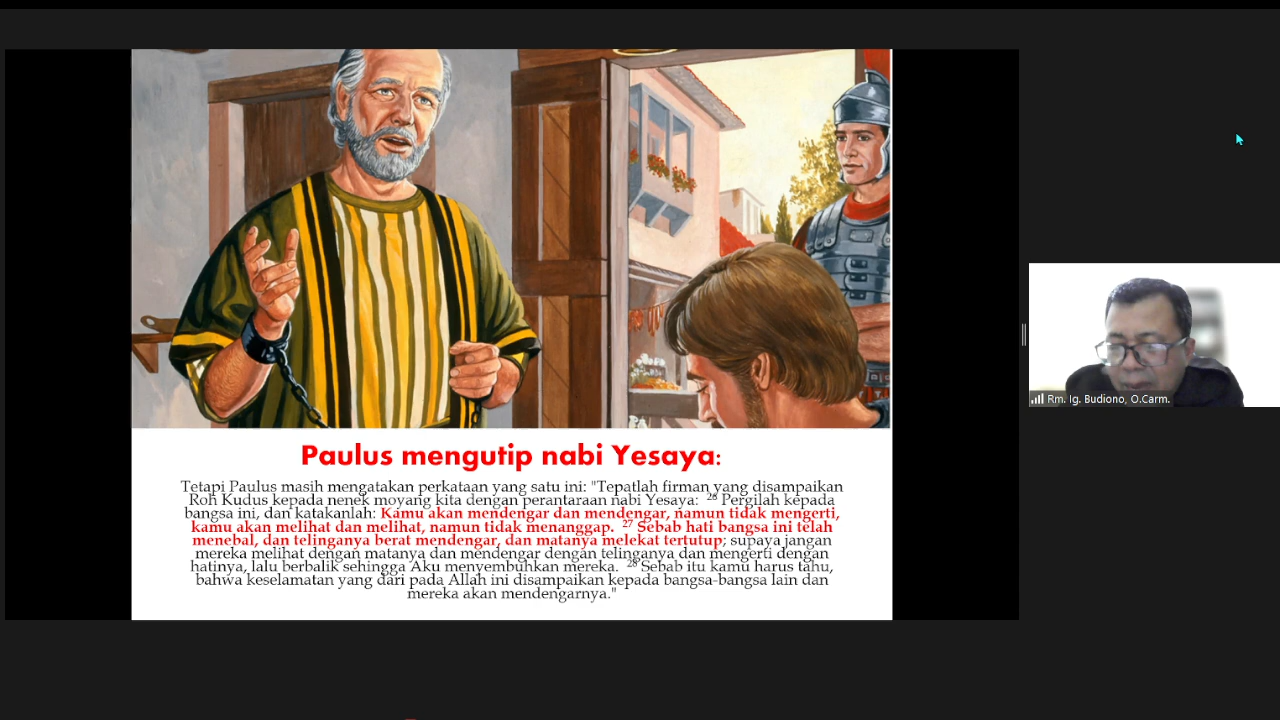 Paulus mengutip nabi Yesaya:
Tetapi Paulus masih mengatakan perkataan yang satu ini: "Tepatlah firman yang disampaikan
Roh Kudus kepada nenek moyang kita dengan perantaraan nabi Yesaya: 26 Pergilah kepada
bangsa ini, dan katakanlah: Kamu akan mendengar dan mendengar, namun tidak mengerti,
kamu akan melihat dan melihat, namun tidak menanggap. 27 Sebab hati bangsa ini telah
menebal, dan telinganya berat mendengar, dan matanya melekat tertutup; supaya jangan
mereka melihat dengan matanya dan mendengar dengan telinganya dan mengerti dengan
hatinya, lalu berbalik sehingga Aku menyembuhkan mereka. 28 Sebab itu kamu harus tahu,
bahwa keselamatan yang dari pada Allah ini disampaikan kepada bangsa-bangsa lain dan
mereka akan mendengarnya."
Rm. Ig. Budiono, O.Carm.